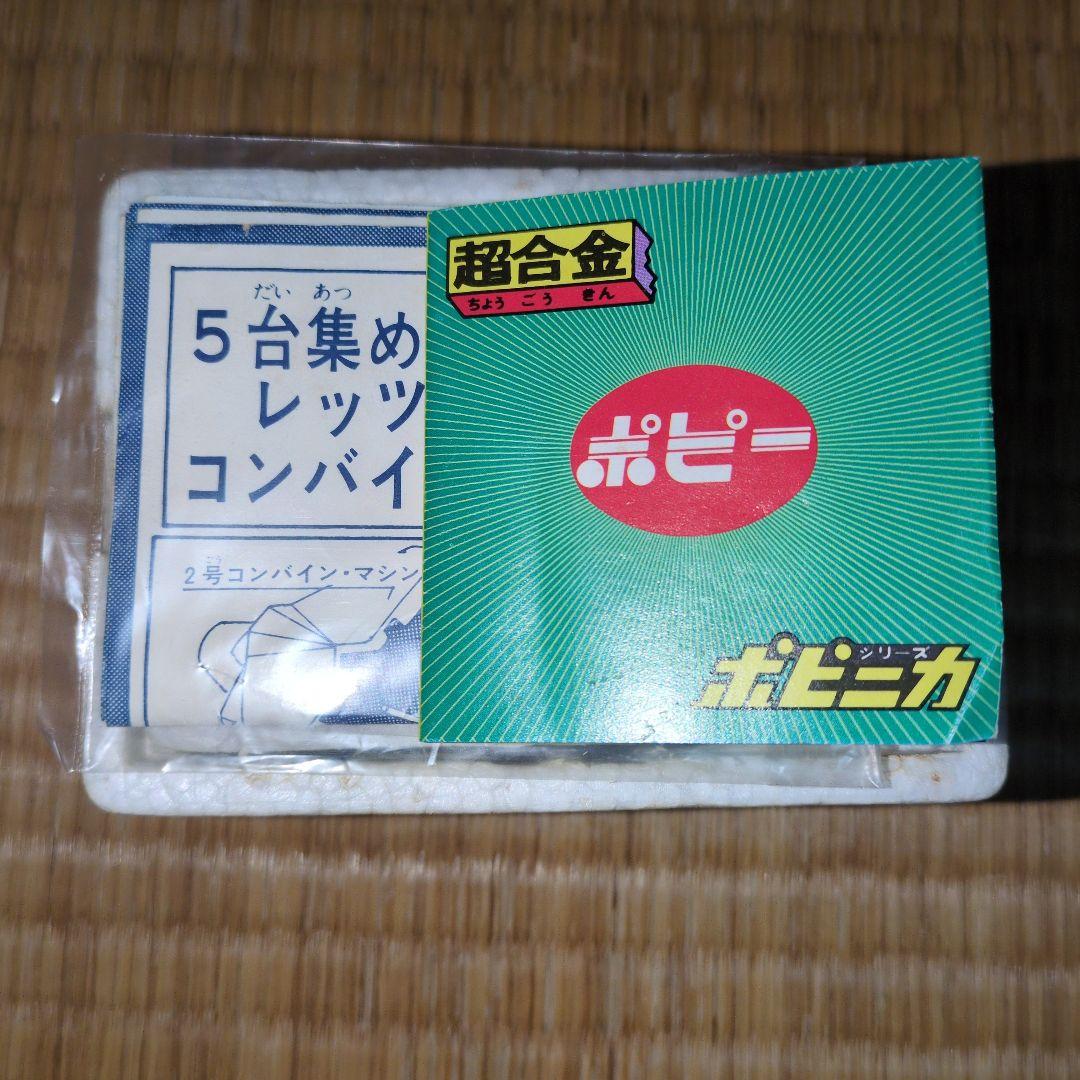 だい あつ
5台集め
レッツ
コンバイ
ごう
2号コンバイン・マシン
超合金
ちょう ごう きん
ポピー
ポピニカ
シリーズ